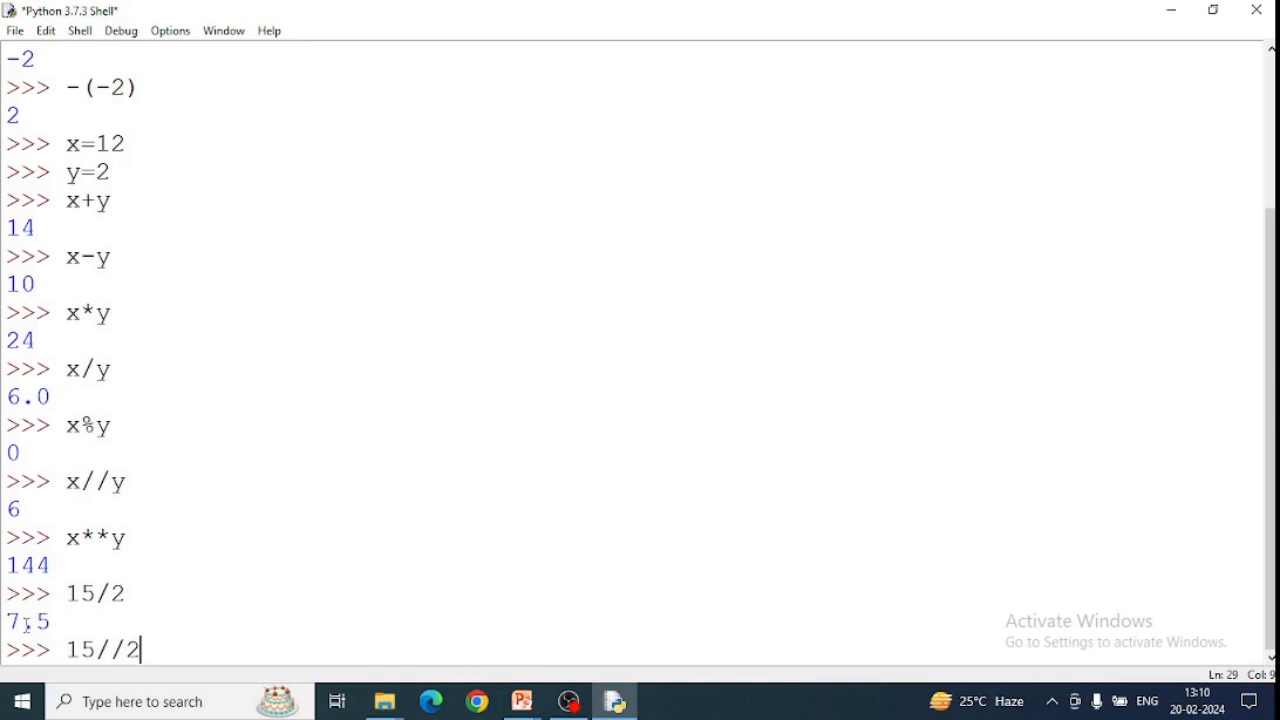 *Python 3.7.3 Shell*
File Edit Shell Debug Options Window Help
-2
>>> -(-2)
2
>>> x=12
>>> y=2
>>> x+y
14
>>> x-y
10
>>> x*y
24
>>> x/y
6.0
>>> x%y
0
>>> x//y
6
>>> x**y
144
>>> 15/2
7.5
>>> 15//2
Activate Windows
Go to Settings to activate Windows.
Ln: 29 Col: 9
Type here to search
25°C Haze
ENG
13:10
20-02-2024